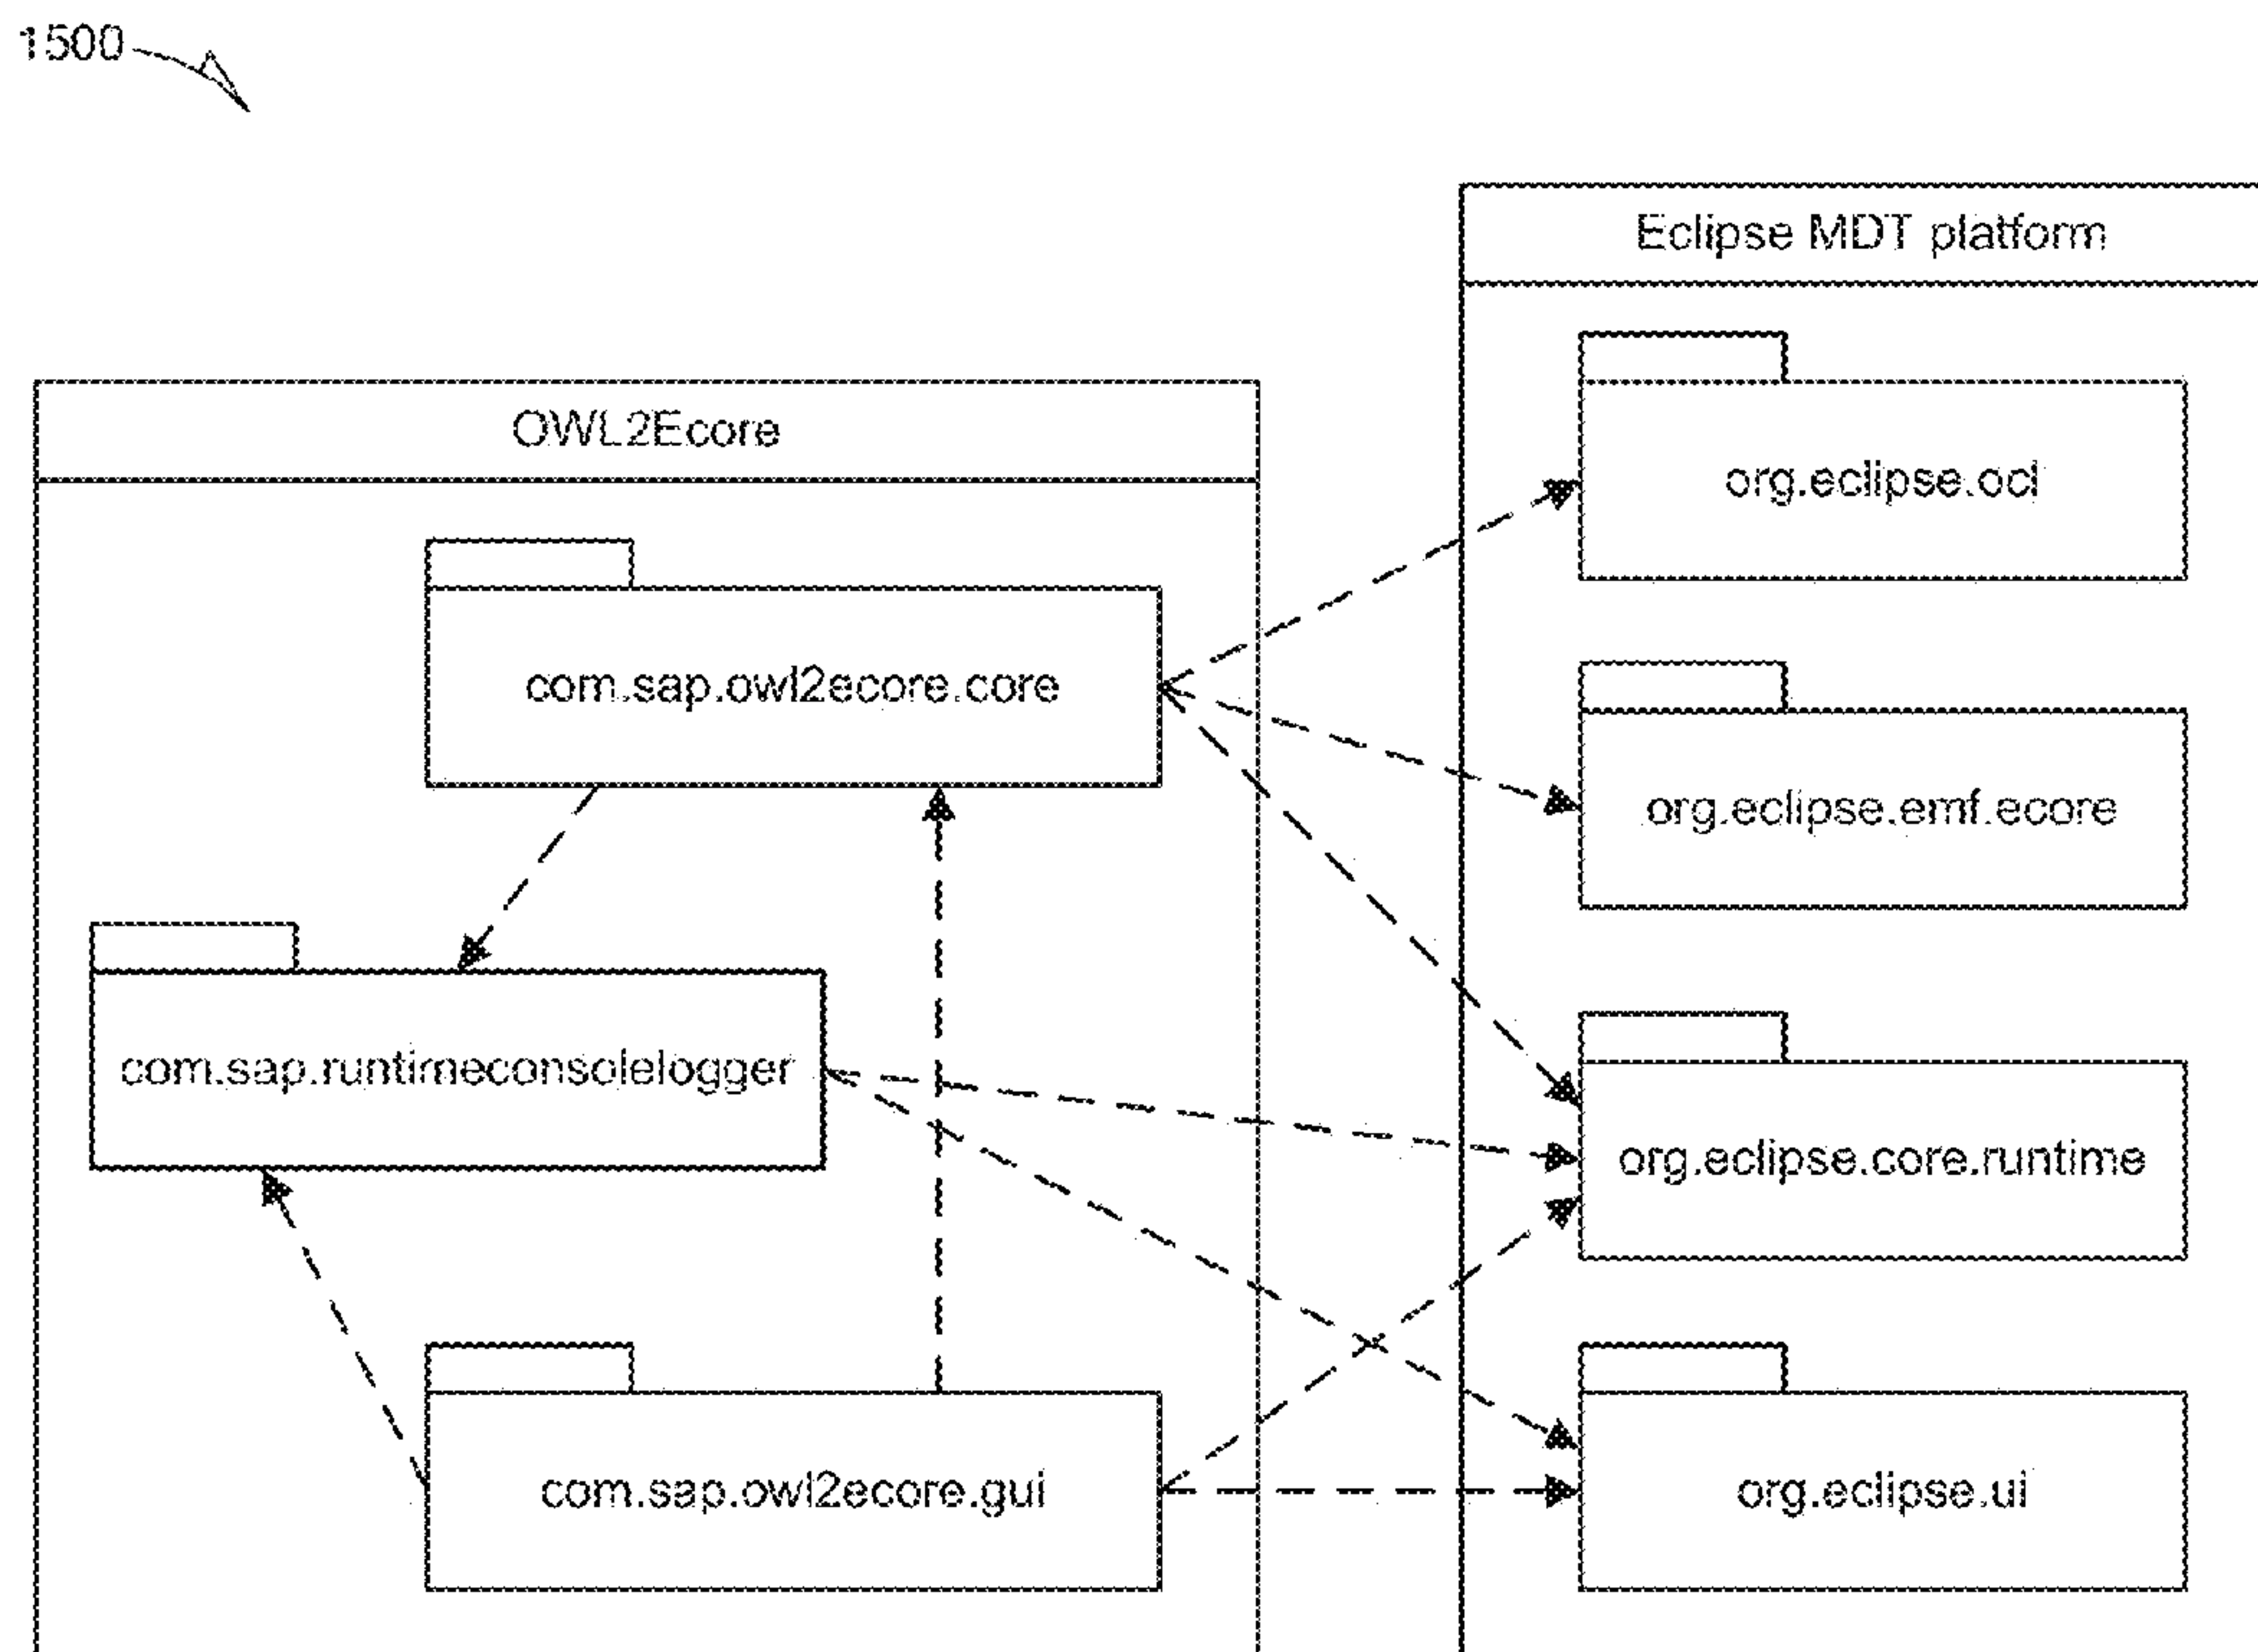 1500
Eclipse MDT platform
org.eclipse.ocl
org.eclipse.emf.ecore
org.eclipse.core.runtime
org.eclipse.ui
OWL2Ecore
com.sap.owl2ecore.core
com.sap.runtimeconsolelogger
com.sap.owl2ecore.gui